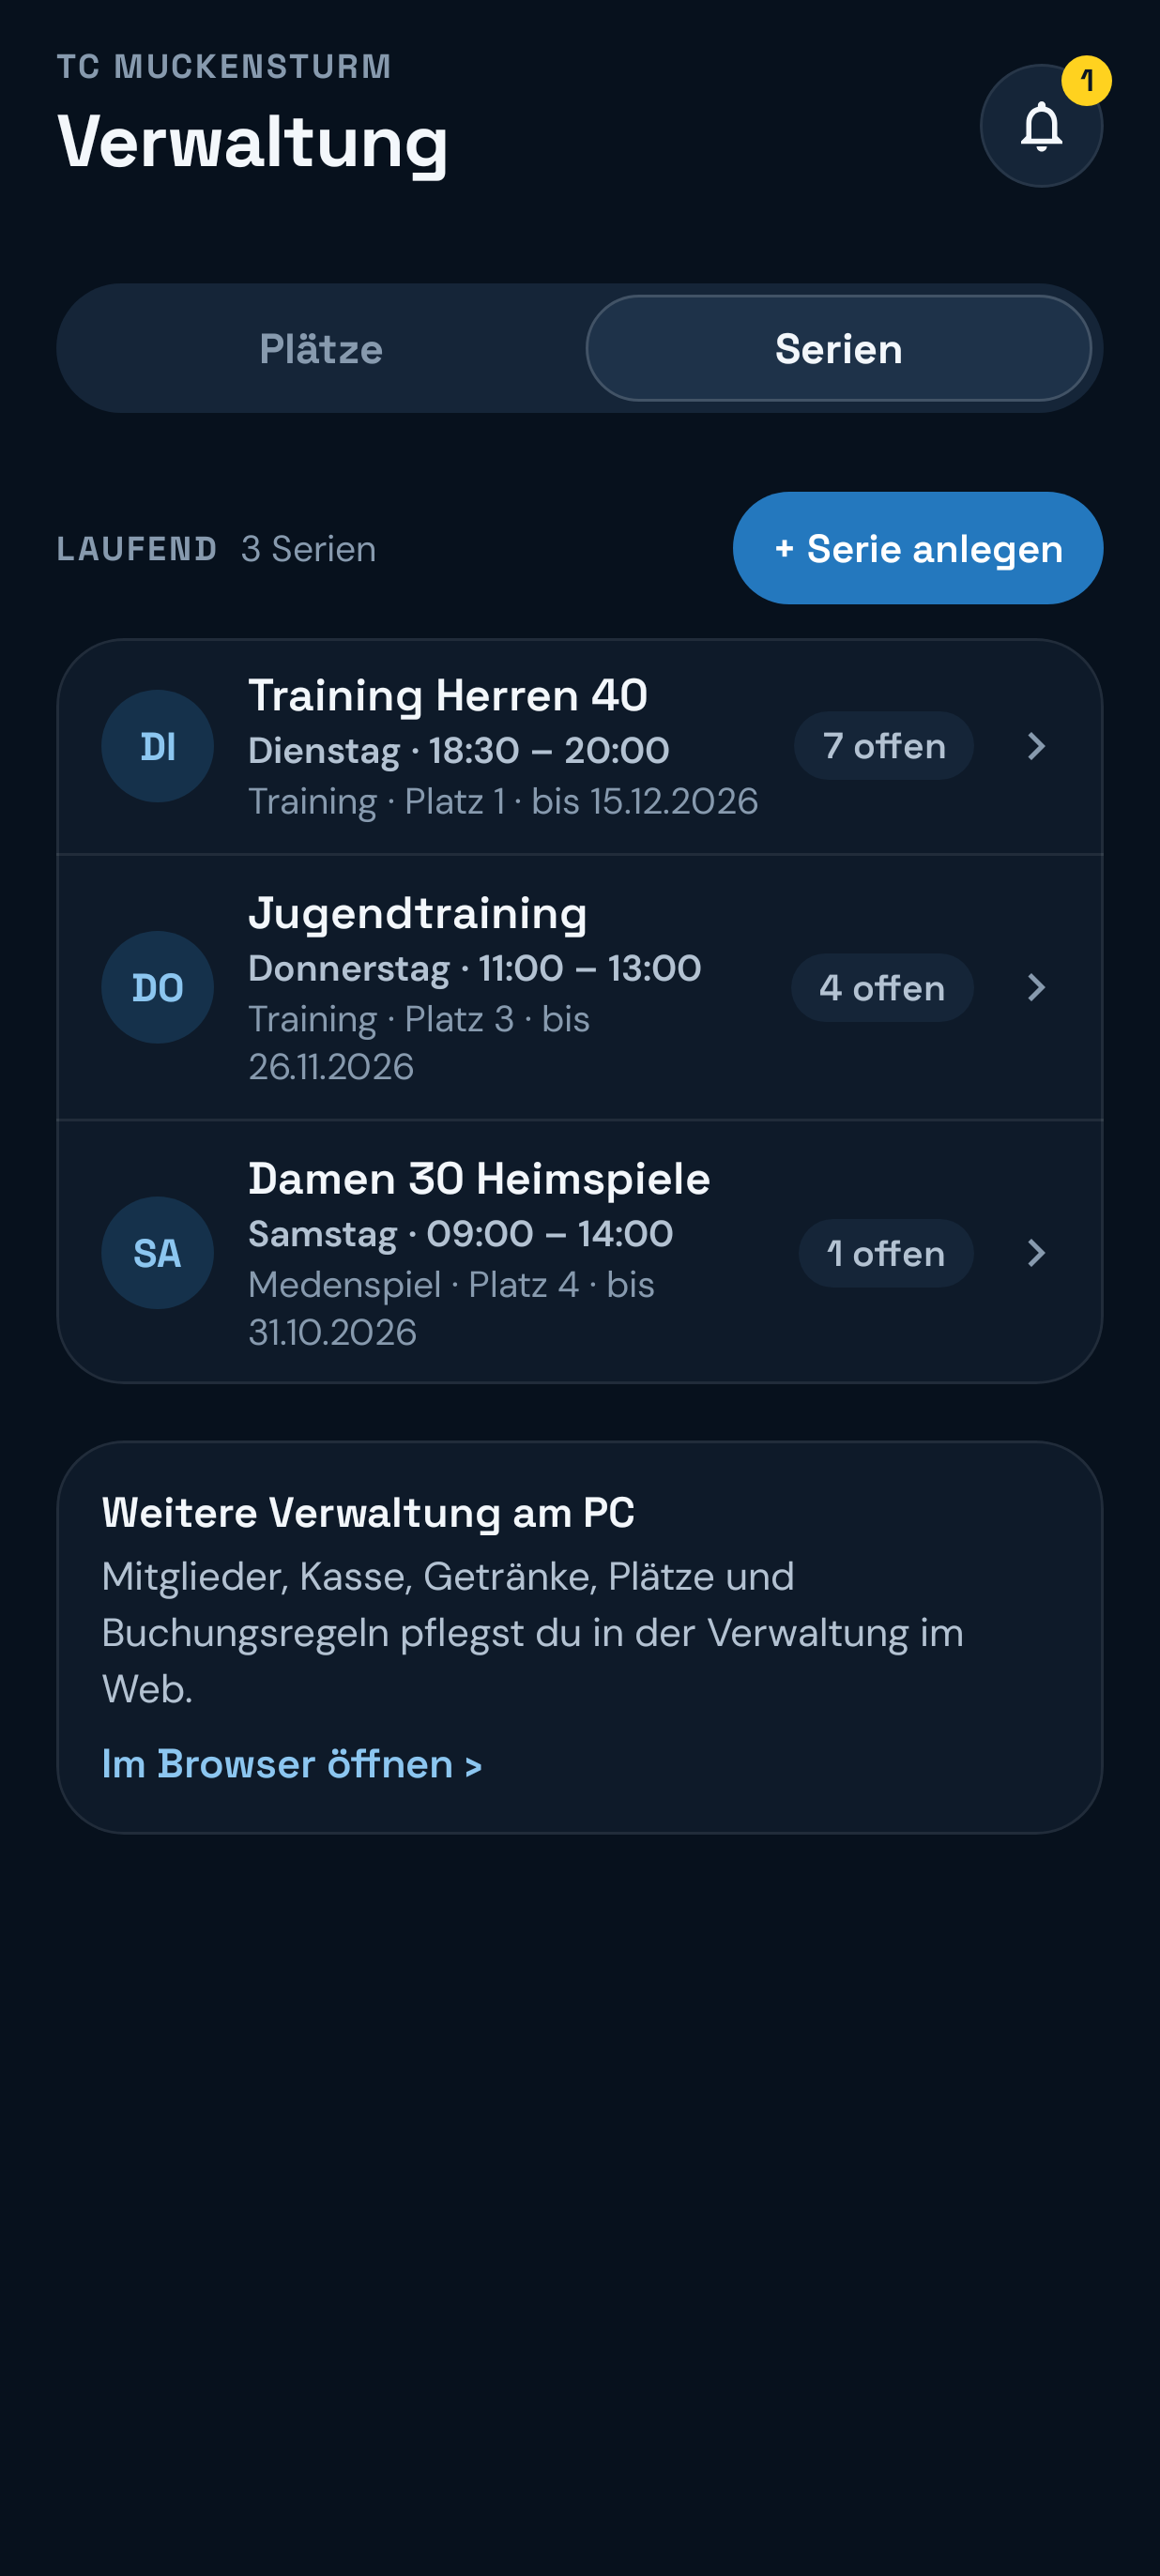 TC MUCKENSTURM
Verwaltung
1
Plätze
Serien
LAUFEND 3 Serien
+ Serie anlegen
DI
Training Herren 40
Dienstag · 18:30 – 20:00
Training · Platz 1 · bis 15.12.2026
7 offen
DO
Jugendtraining
Donnerstag · 11:00 – 13:00
Training · Platz 3 · bis
26.11.2026
4 offen
SA
Damen 30 Heimspiele
Samstag · 09:00 – 14:00
Medenspiel · Platz 4 · bis
31.10.2026
1 offen
Weitere Verwaltung am PC
Mitglieder, Kasse, Getränke, Plätze und
Buchungsregeln pflegst du in der Verwaltung im
Web.
Im Browser öffnen >